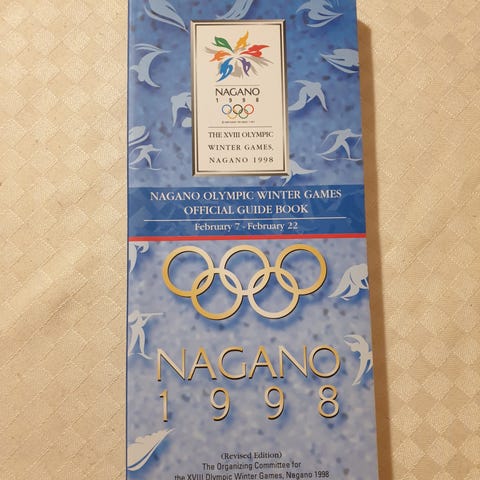 NAGANO
1998
THE XVIII OLYMPIC
WINTER GAMES,
NAGANO 1998
NAGANO OLYMPIC WINTER GAMES
OFFICIAL GUIDE BOOK
February 7 - February 22
NAGANO
1998
(Revised Edition)
The Organizing Committee for
the XVIII Olympic Winter Games, Nagano 1998